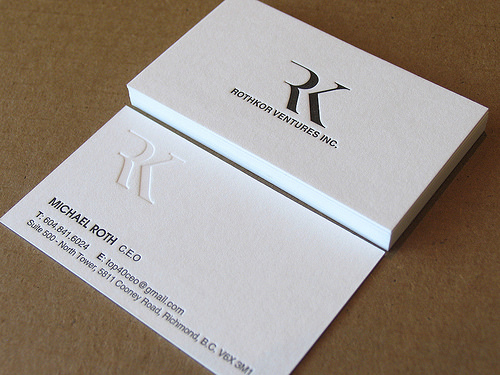 RK
ROTHKOR VENTURES INC.
RK
MICHAEL ROTH C.E.O
T: 604.841.6024 E: top40ceo@gmail.com
Suite 500 - North Tower, 5811 Cooney Road, Richmond, B.C. V6X 3M1